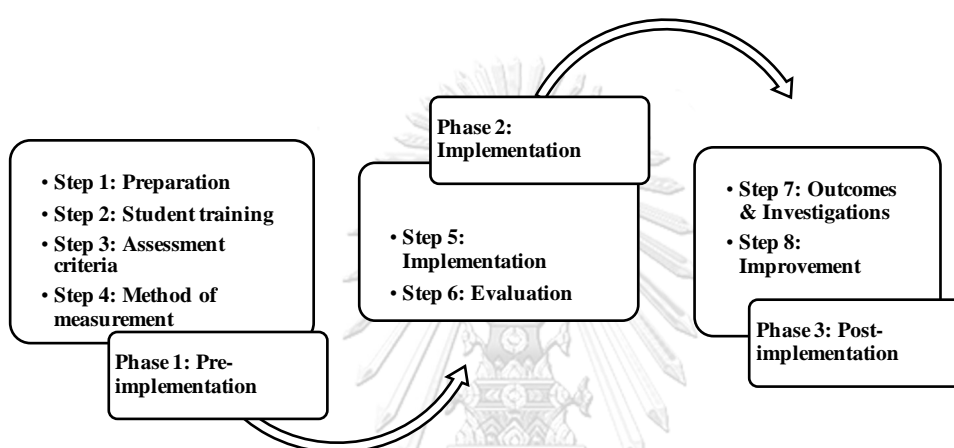 • Step 1: Preparation
• Step 2: Student training
• Step 3: Assessment
criteria
• Step 4: Method of
measurement
Phase 1: Pre-
implementation
Phase 2:
Implementation
• Step 5:
Implementation
• Step 6: Evaluation
• Step 7: Outcomes
& Investigations
• Step 8:
Improvement
Phase 3: Post-
implementation